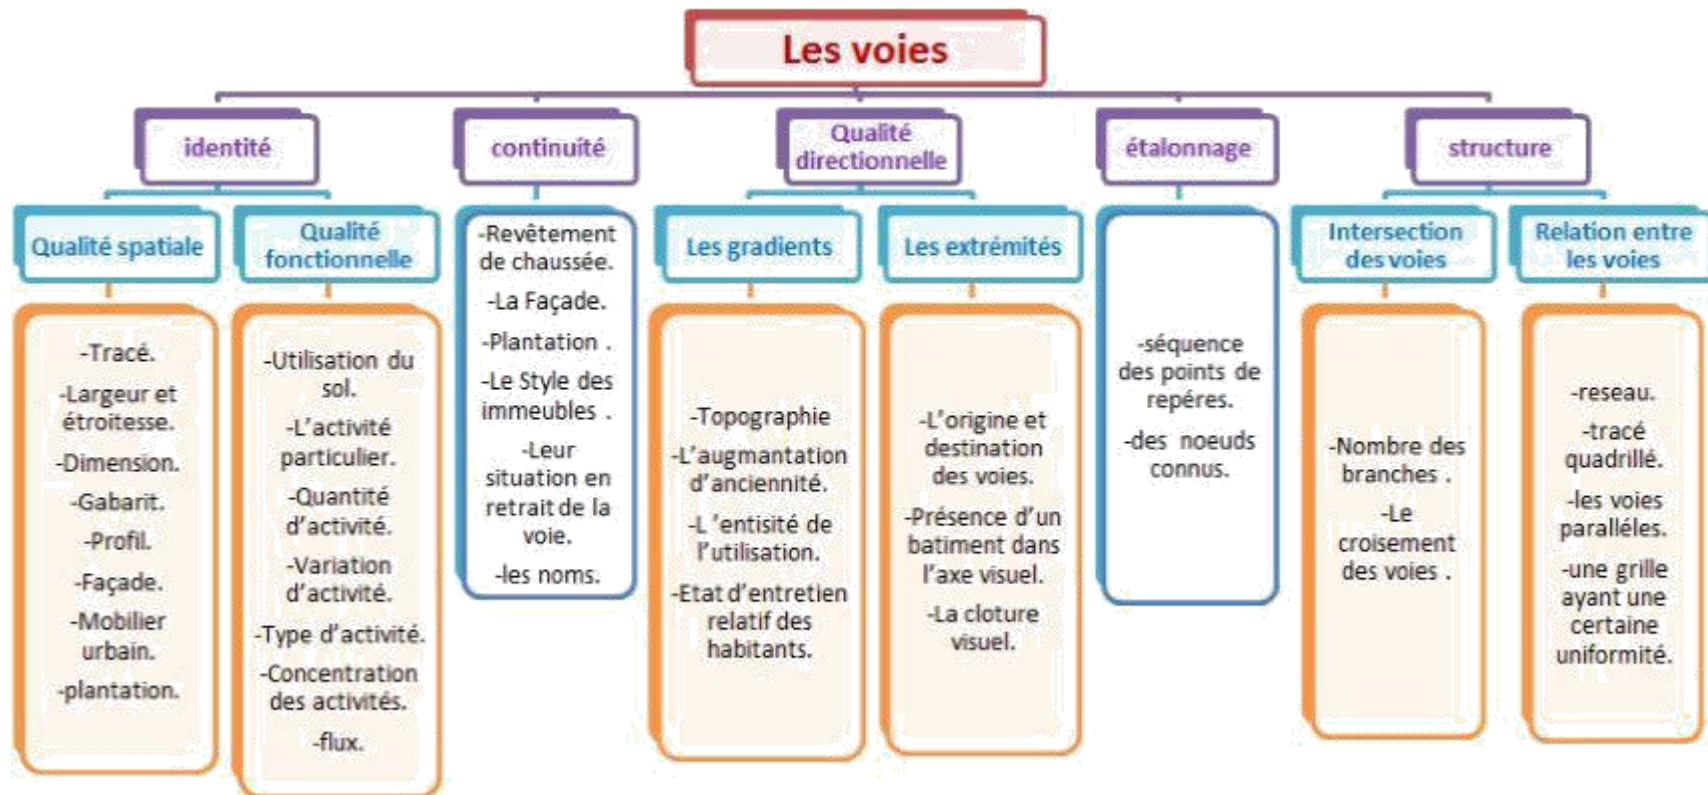 Les voies
identité
continuité
Qualité
directionnelle
étalonnage
structure
Qualité spatiale
Qualité
fonctionnelle
Les gradients
Les extrémités
Intersection
des voies
Relation entre
les voies
-Tracé.
-Largeur et
étroitesse.
-Dimension.
-Gabarit.
-Profil.
-Façade.
-Mobilier
urbain.
-plantation.
-Utilisation du
sol.
-L'activité
particulier.
-Quantité
d'activité.
-Variation
d'activité.
-Type d'activité.
-Concentration
des activités.
-flux.
-Revêtement
de chaussée.
-La Façade.
-Plantation .
-Le Style des
immeubles .
-Leur
situation en
retrait de la
voie.
-les noms.
-Topographie
-L'augmantation
d'anciennité.
-L 'entisité de
l'utilisation.
-Etat d'entretien
relatif des
habitants.
-L'origine et
destination
des voies.
-Présence d'un
batiment dans
l'axe visuel.
-La cloture
visuel.
-séquence
des points de
repéres.
-des noeuds
connus.
-Nombre des
branches .
-Le
croisement
des voies .
-reseau.
-tracé
quadrillé.
-les voies
paralléles.
-une grille
ayant une
certaine
uniformité.